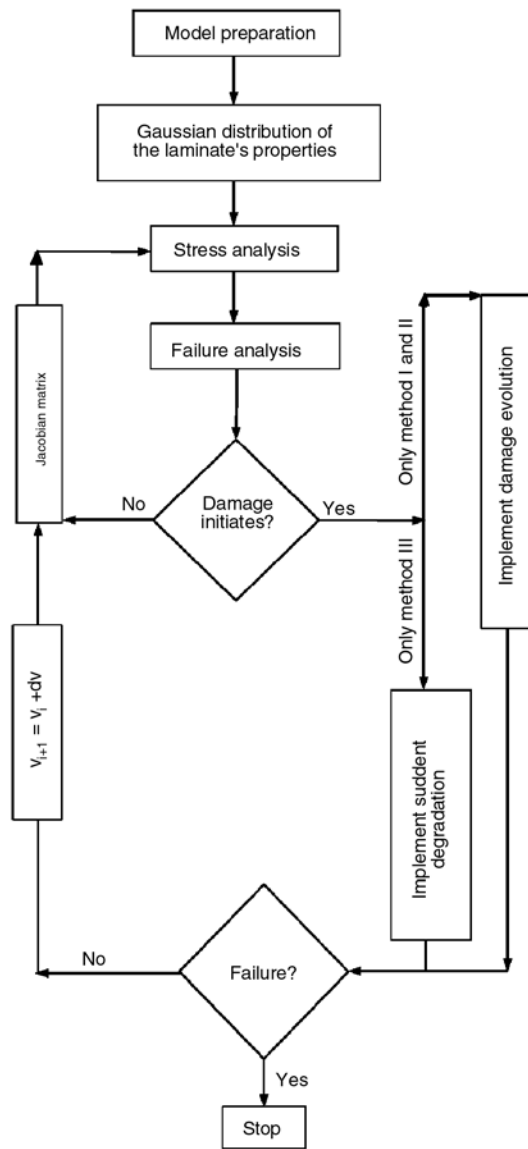 Model preparation
Gaussian distribution of
the laminate's properties
Stress analysis
Failure analysis
Jacobian matrix
No
Damage
initiates?
Yes
Only method I and II
Only method III
Implement damage evolution
v_{i+1} = v_i +dv
Implement suddent
degradation
No
Failure?
Yes
Stop